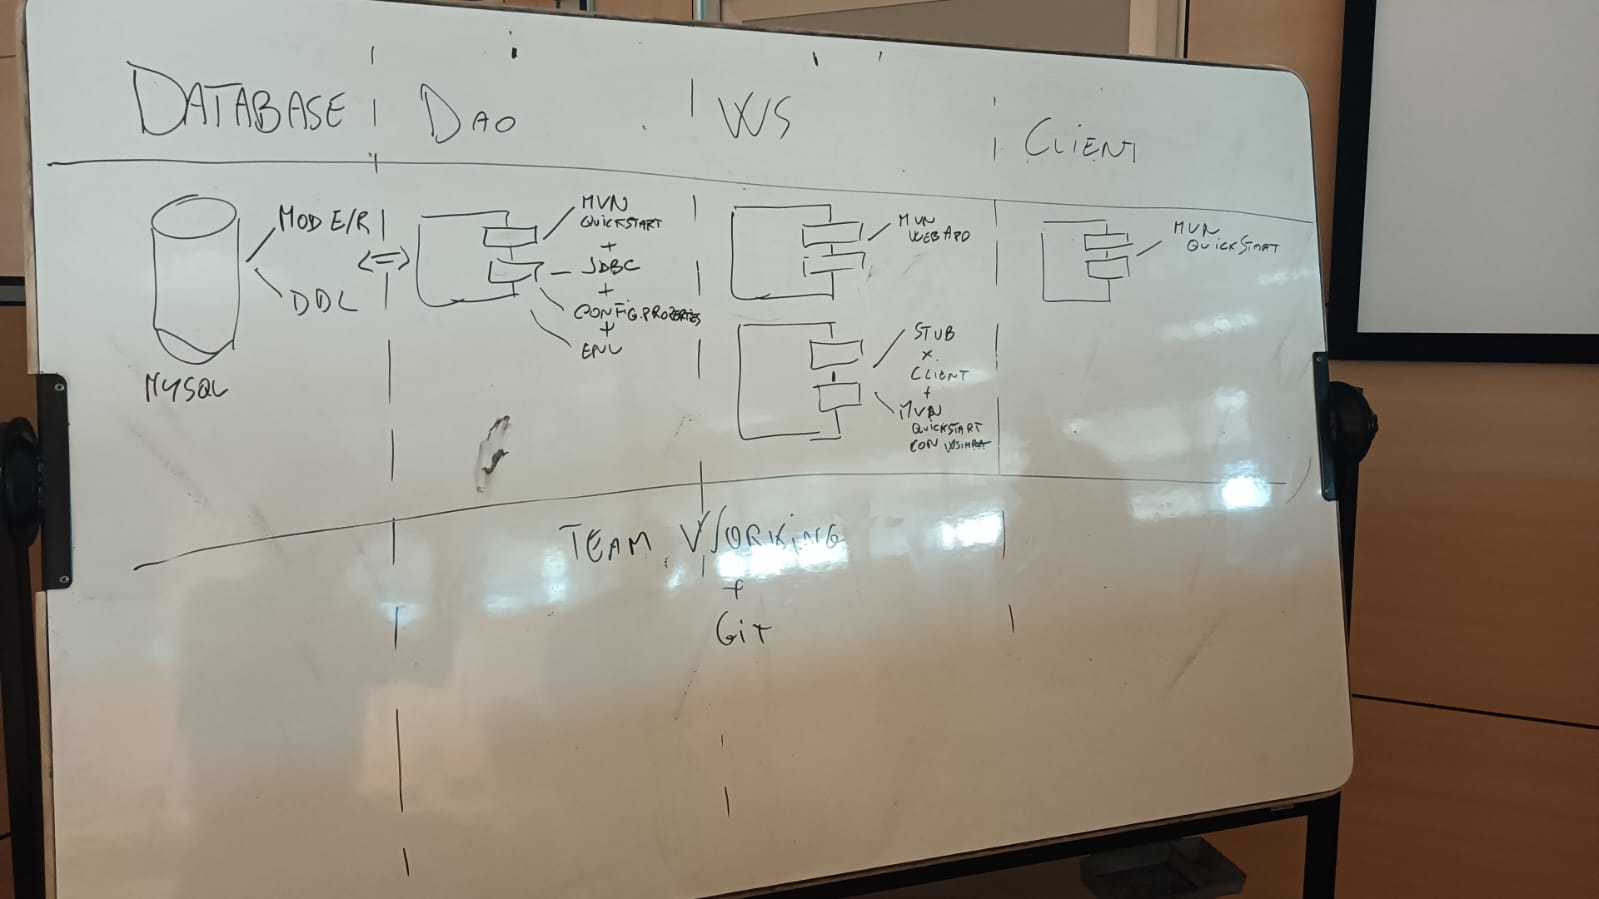 DATABASE
DAO
WS
CLIENT
MOD E/R
DDL
MYSQL
MVN
QUICKSTART
+
JDBC
+
CONFIG.PROPERTIES
+
ENV
MVN
WEBAPP
STUB
x
CLIENT
+
MVN
QUICKSTART
CON
MVN
QUICKSTART
TEAM WORKING
+
GIT